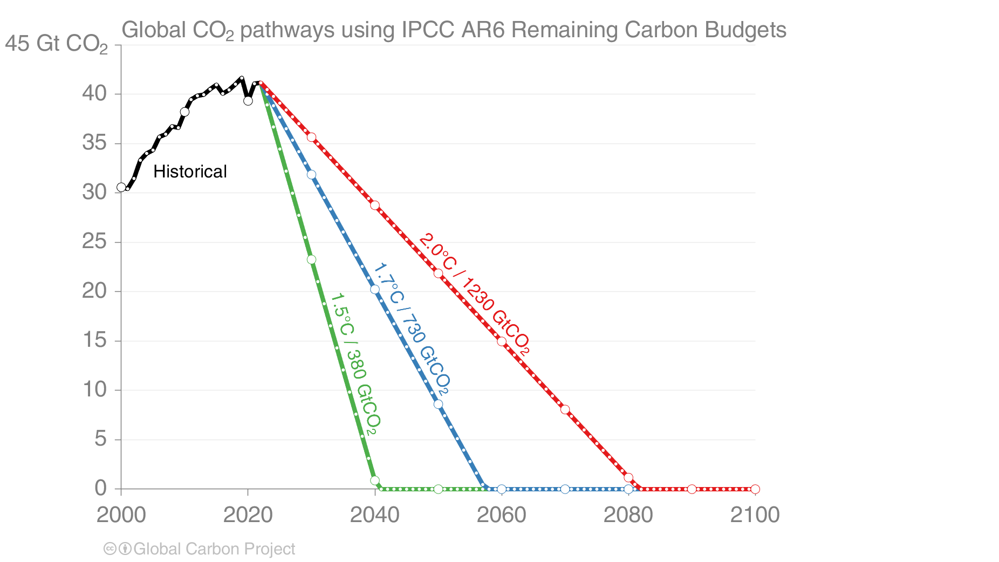 Global CO₂ pathways using IPCC AR6 Remaining Carbon Budgets
45 Gt CO₂
40
35
30
25
20
15
10
5
0
Historical
1.5°C / 380 GtCO₂
1.7°C / 730 GtCO₂
2.0°C / 1230 GtCO₂
2000 2020 2040 2060 2080 2100
cc Global Carbon Project